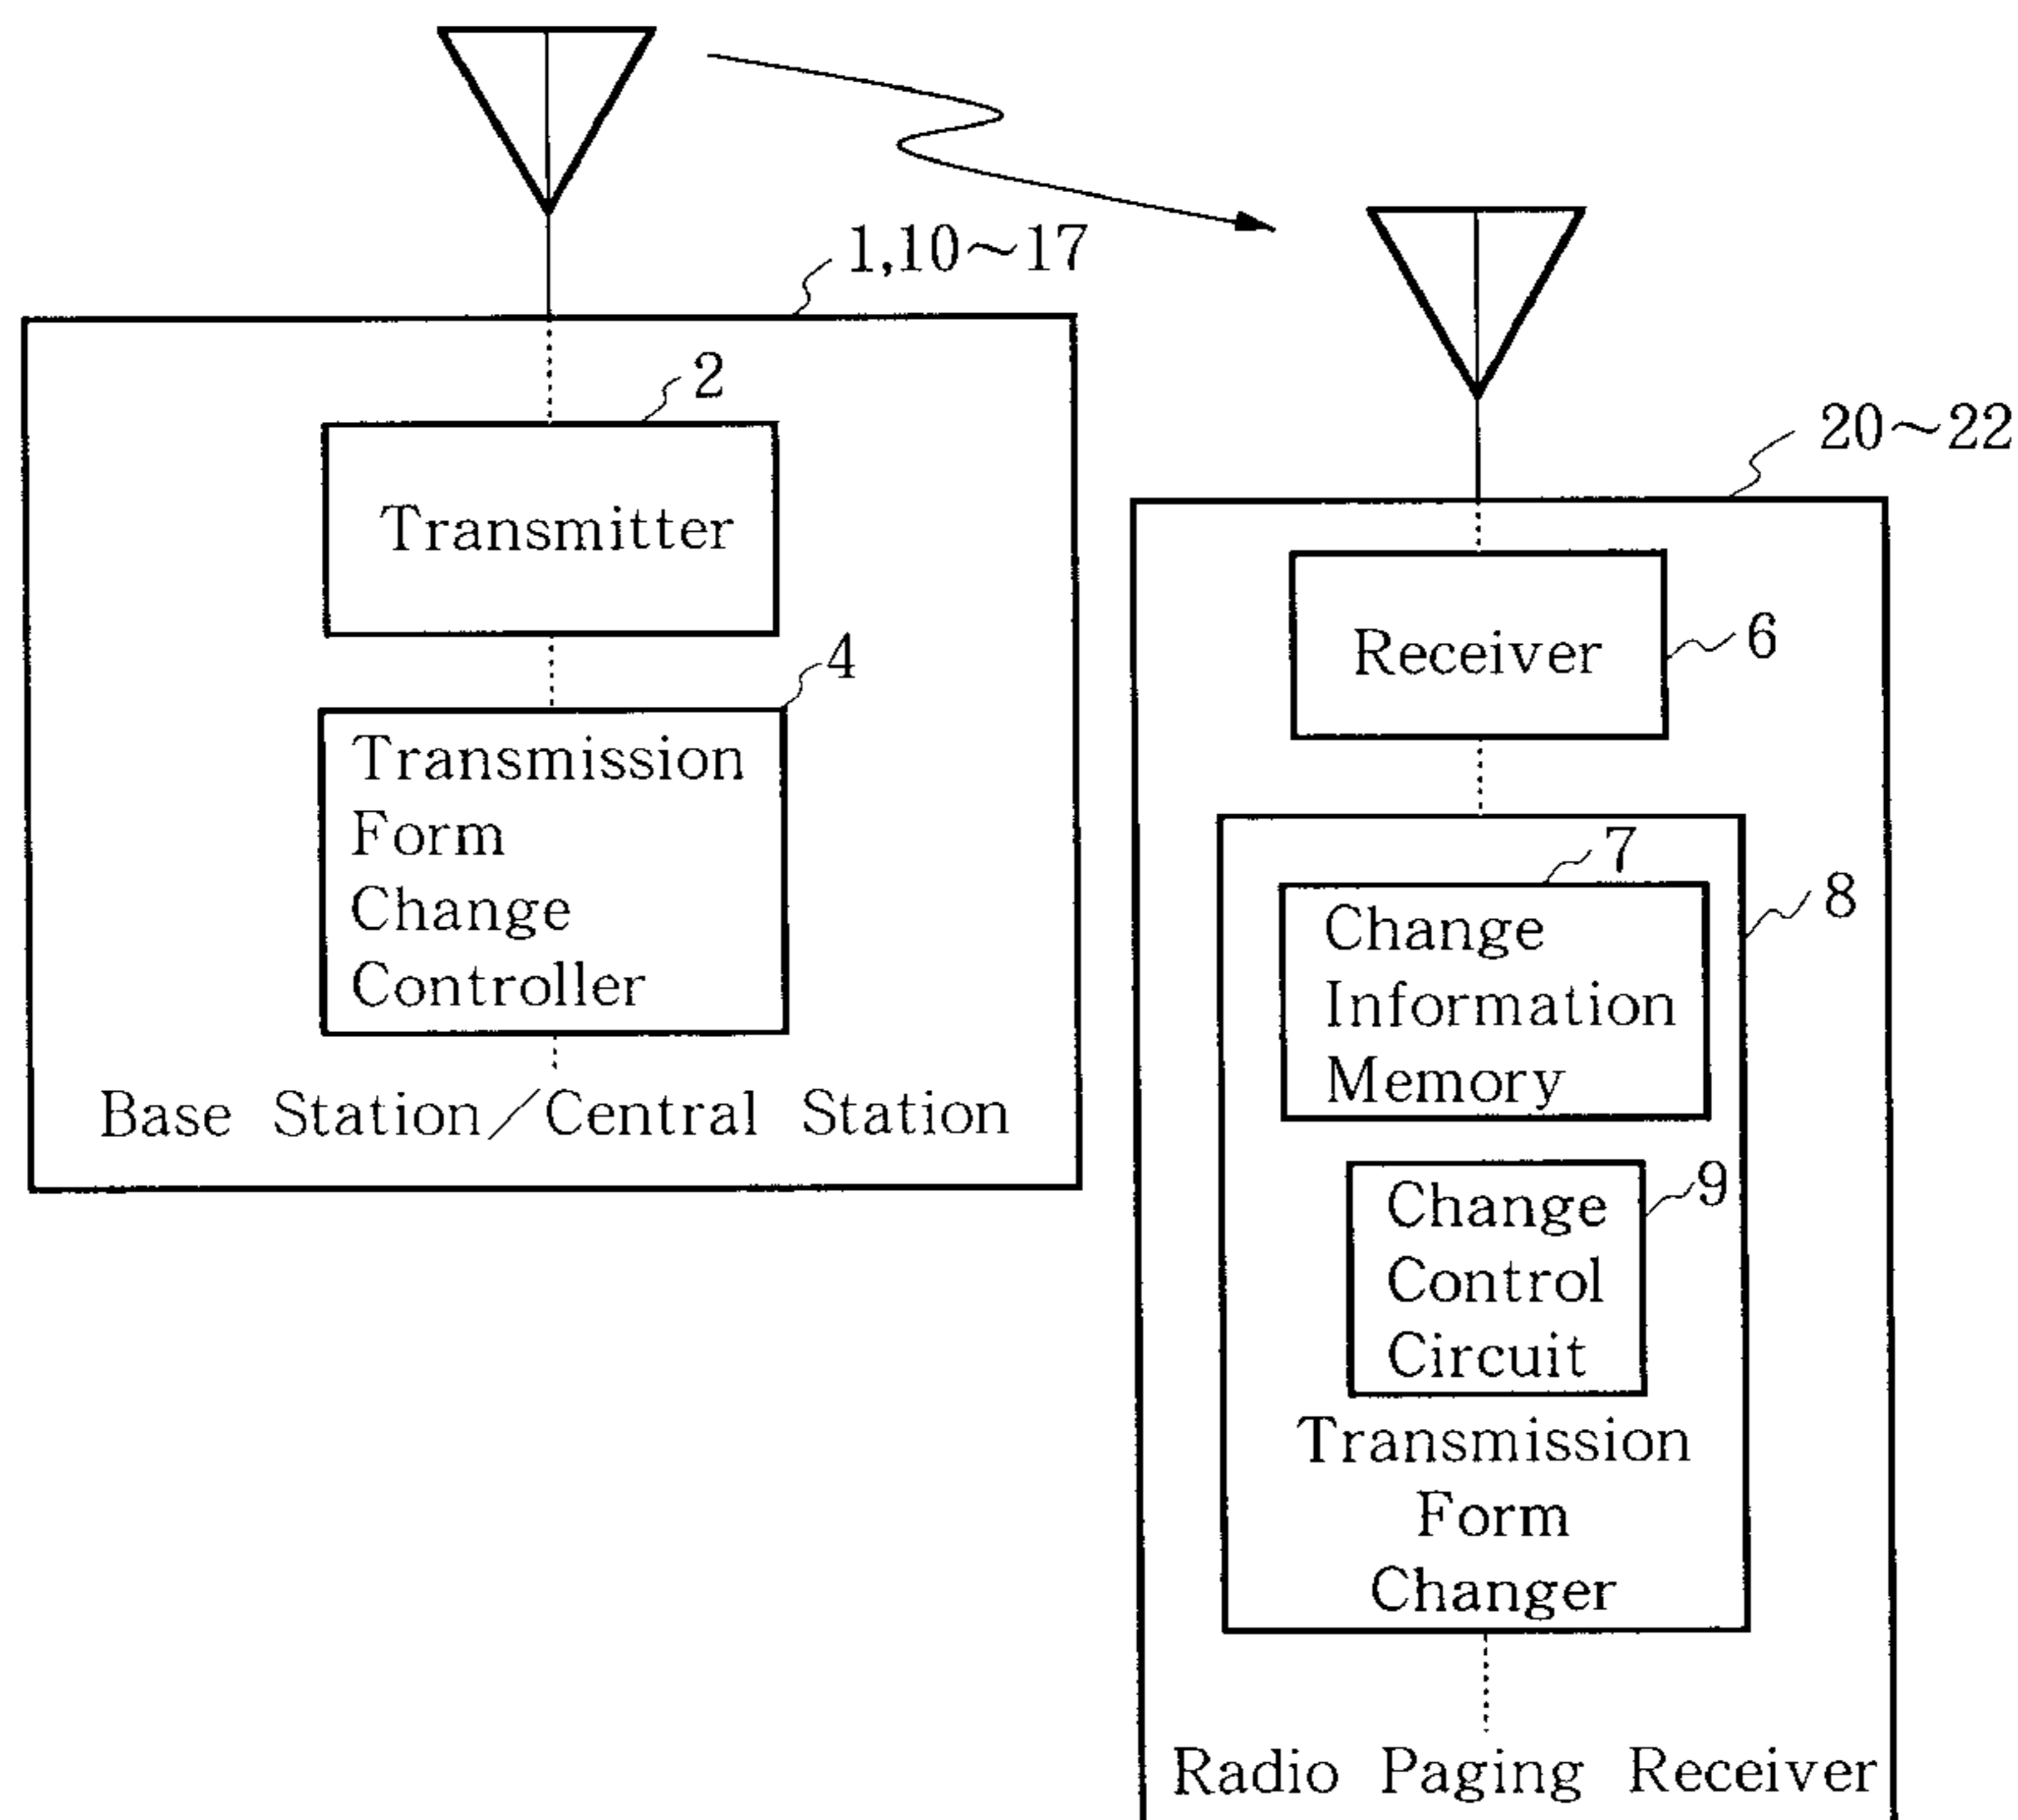 1,10～17
2
Transmitter
4
Transmission
Form
Change
Controller
Base Station／Central Station
20～22
Receiver
6
7
8
Change
Information
Memory
9
Change
Control
Circuit
Transmission
Form
Changer
Radio Paging Receiver